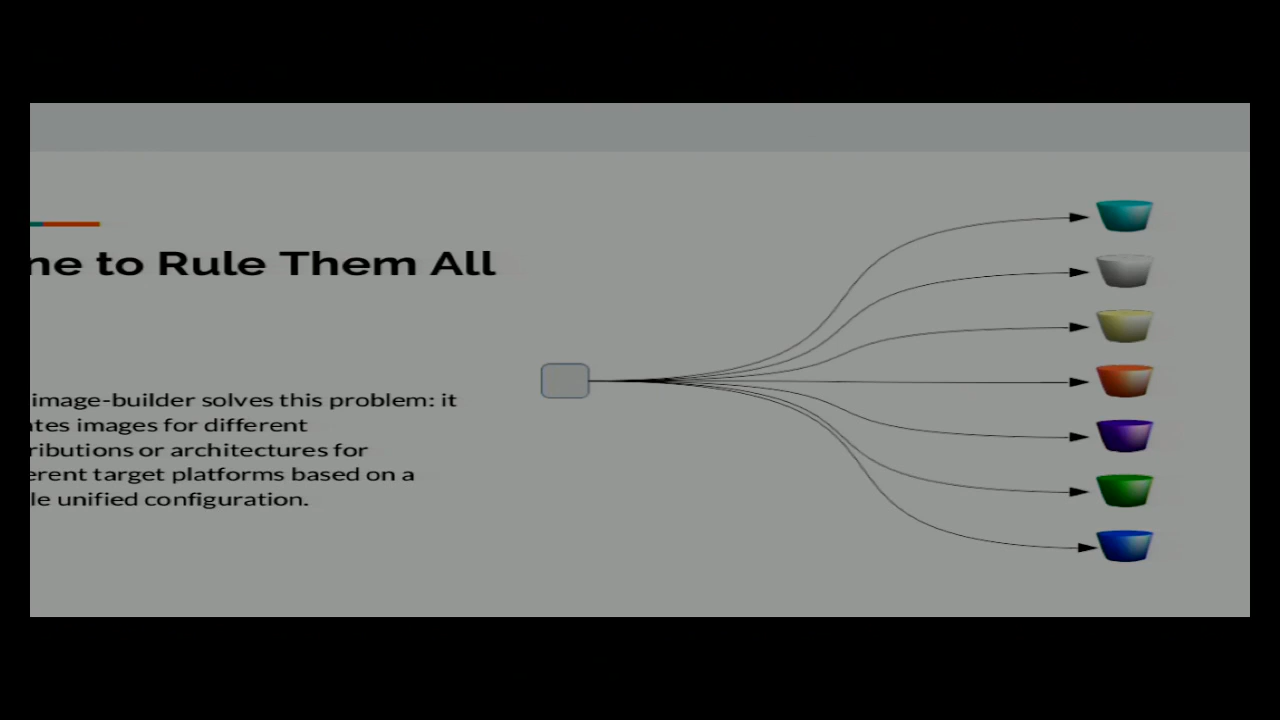 ne to Rule Them All
image-builder solves this problem: it
tes images for different
ributions or architectures for
erent target platforms based on a
le unified configuration.